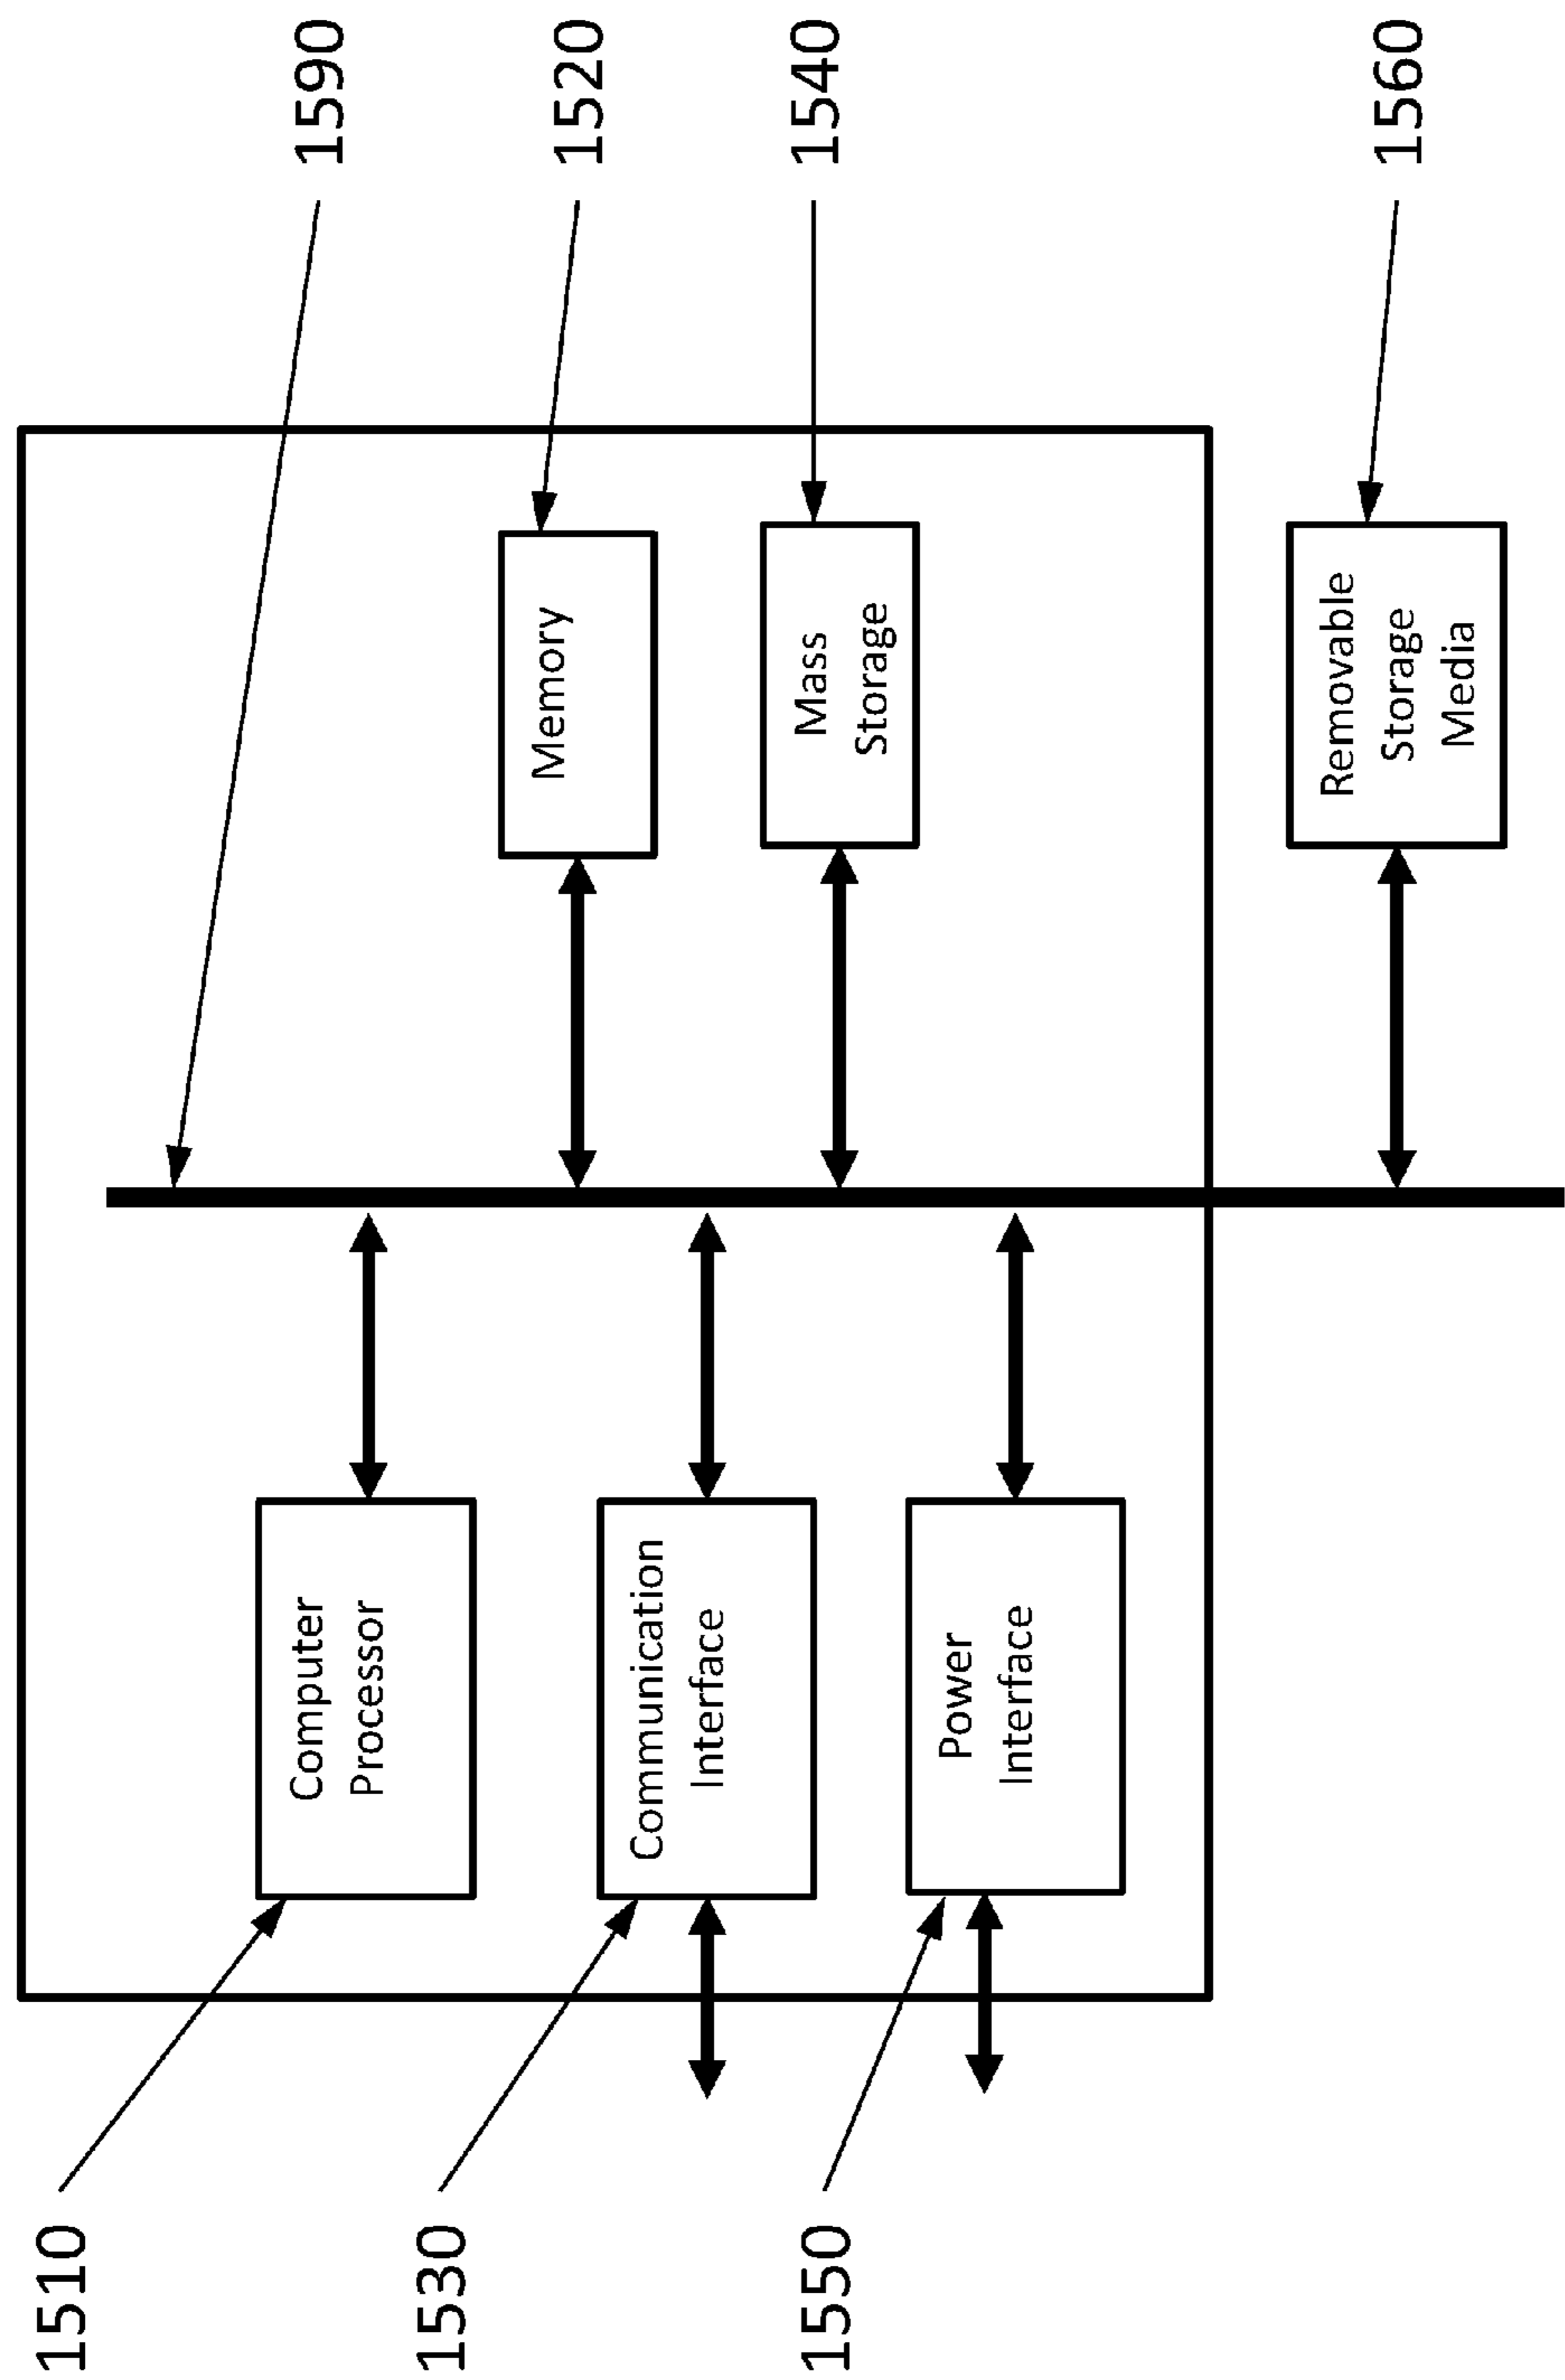 1510
Computer
Processor
1590
1530
Communication
Interface
Memory
1520
1550
Power
Interface
Mass
Storage
1540
Removable
Storage
Media
1560